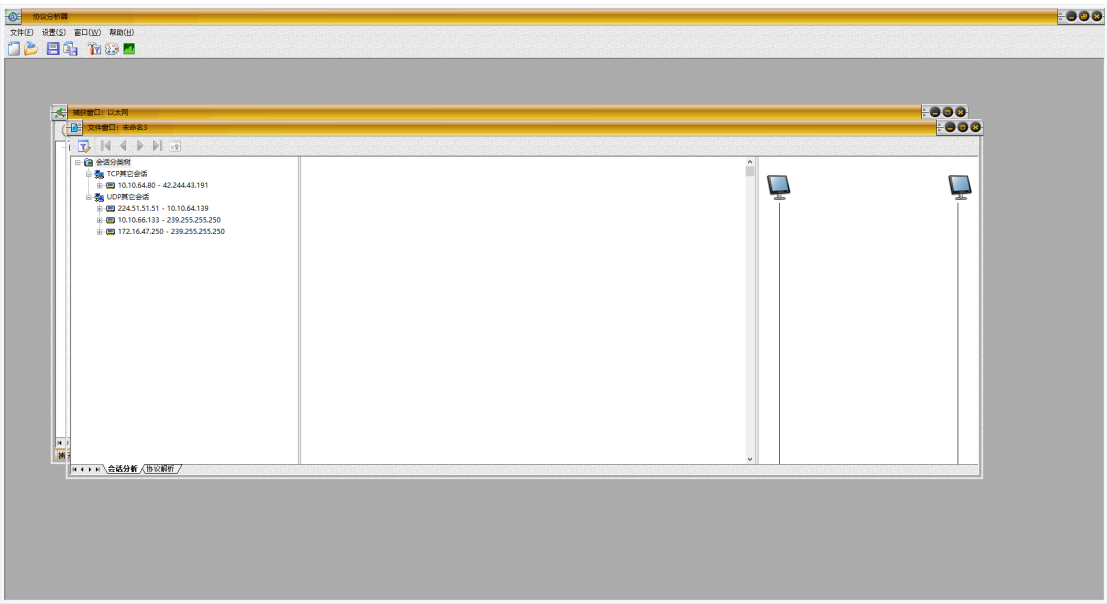 协议分析器
文件(F) 设置(S) 窗口(W) 帮助(H)
捕获窗口：以太网
文件窗口：未命名3
会话分类树
TCP其它会话
10.10.64.80 - 42.244.43.191
UDP其它会话
224.51.51.51 - 10.10.64.139
10.10.66.133 - 239.255.255.250
172.16.47.250 - 239.255.255.250
捕
会话分析 协议解析